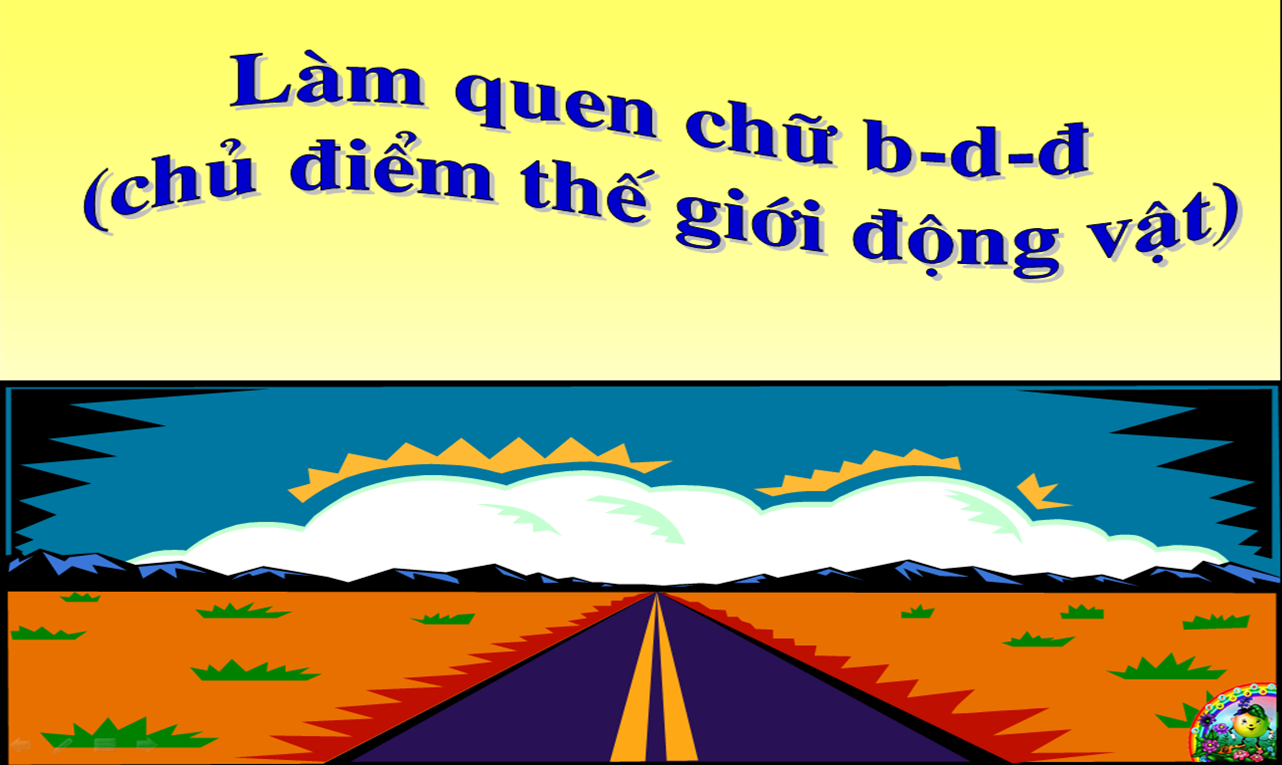 Làm quen chữ b-d-đ
(chủ điểm thế giới động vật)